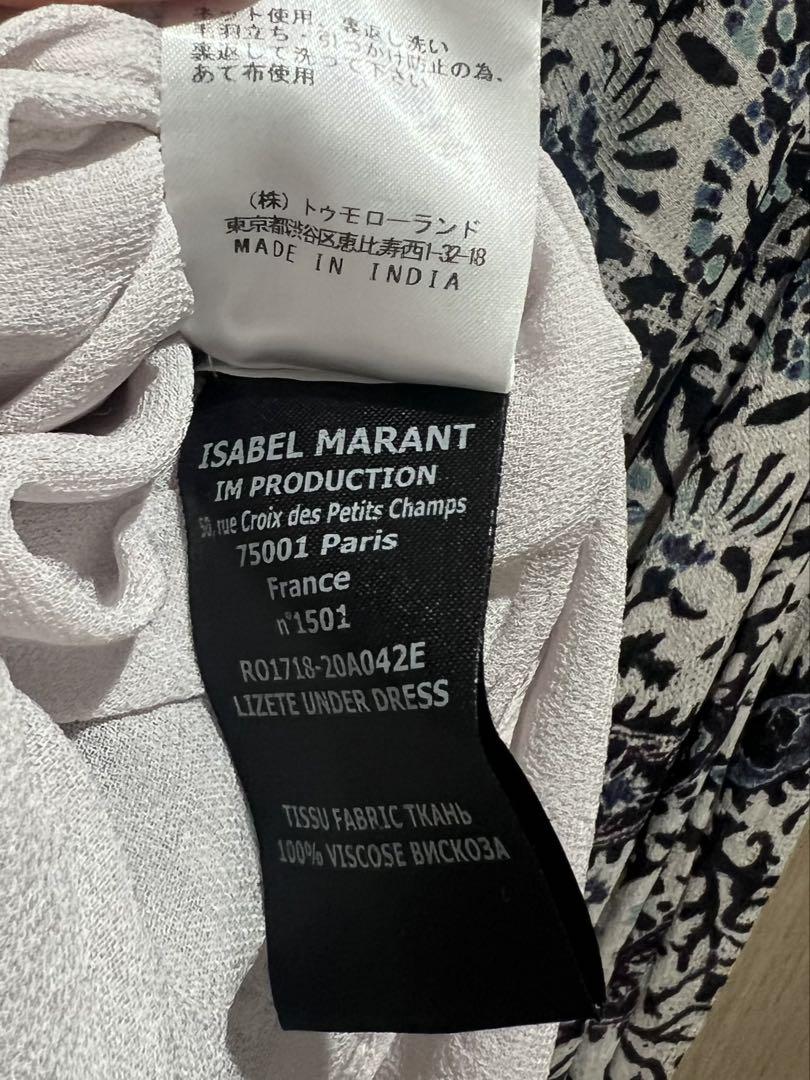 ネット使用、裏返し洗い
毛羽立ち・引つかけ防止の為、
裏返して洗って下さい
あて布使用
(株)トゥモローランド
東京都渋谷区恵比寿西1-32-18
MADE IN INDIA
ISABEL MARANT
IM PRODUCTION
50, rue Croix des Petits Champs
75001 Paris
France
n°1501
RO1718-20A042E
LIZETE UNDER DRESS
TISSU FABRIC ТКАНЬ
100% VISCOSE ВИСКОЗА